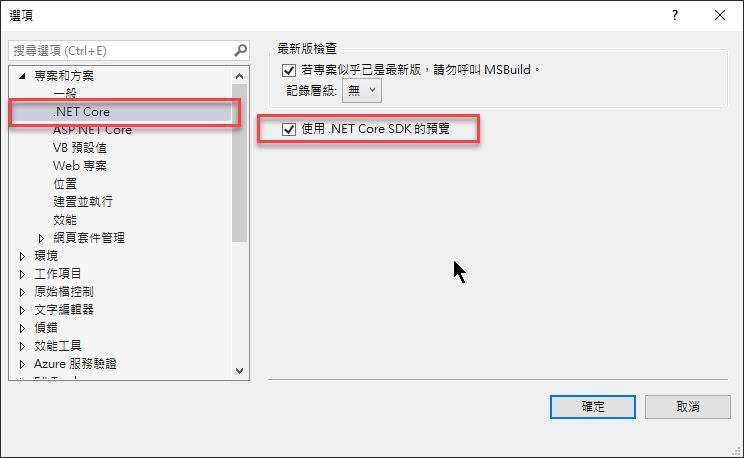 選項
搜尋選項 (Ctrl+E)
專案和方案
一般
.NET Core
ASP.NET Core
VB 預設值
Web 專案
位置
建置並執行
效能
網頁套件管理
環境
工作項目
原始檔控制
文字編輯器
偵錯
效能工具
Azure 服務驗證
最新版檢查
若專案似乎已是最新版，請勿呼叫 MSBuild。
記錄層級: 無
使用 .NET Core SDK 的預覽
確定
取消